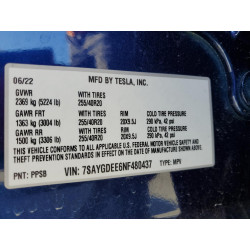 06/22 MFD BY TESLA, INC.
GVWR WITH TIRES
2369 kg (5224 lb) 255/40R20
GAWR FRT WITH TIRES RIM COLD TIRE PRESSURE
1363 kg (3004 lb) 255/40R20 20X9.5J 290 kPa, 42 psi
GAWR RR WITH TIRES RIM COLD TIRE PRESSURE
1500 kg (3306 lb) 255/40R20 20X9.5J 290 kPa, 42 psi
THIS VEHICLE CONFORMS TO ALL APPLICABLE U.S. FEDERAL MOTOR VEHICLE
SAFETY AND THEFT PREVENTION STANDARDS IN EFFECT ON THE DATE OF
MANUFACTURE SHOWN ABOVE.
VIN: 7SAYGDEE6NF480437
PNT: PPSB TYPE: MPV